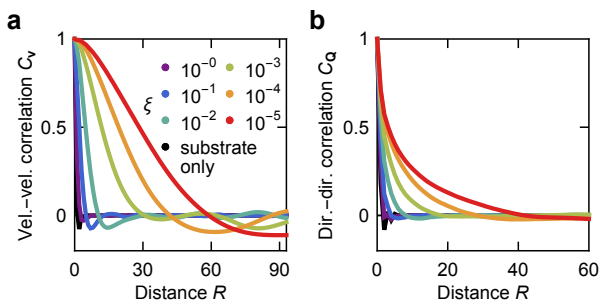 a
Vel.-vel. correlation C_v
1
0.5
0
ξ
10^-0
10^-1
10^-2
10^-3
10^-4
10^-5
substrate
only
0 30 60 90
Distance R
b
Dir.-dir. correlation C_Q
1
0.5
0
0 20 40 60
Distance R